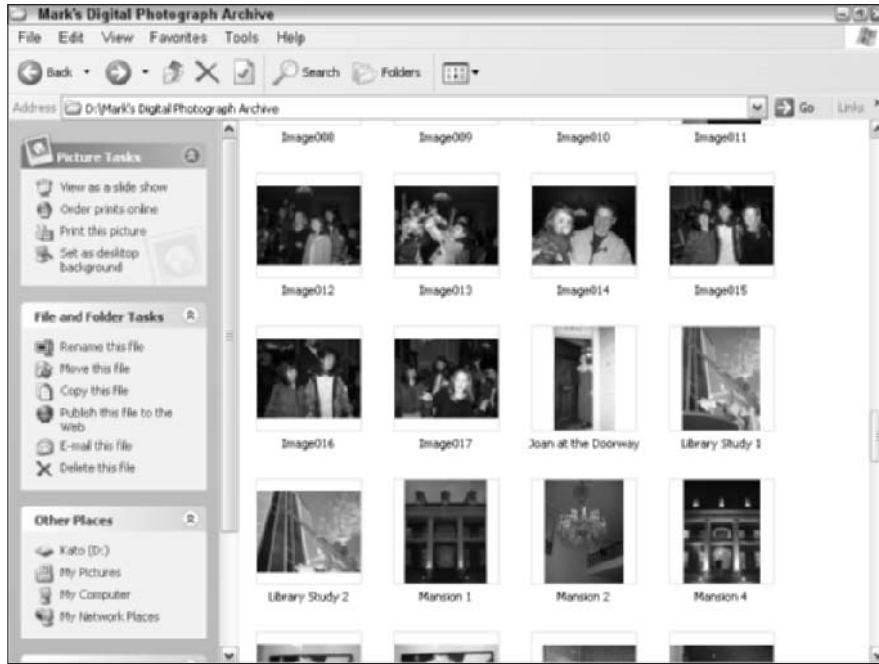 Mark's Digital Photograph Archive
File Edit View Favorites Tools Help
Back Search Folders
Address D:\Mark's Digital Photograph Archive Go Links
Image008 Image009 Image010 Image011
Picture Tasks
View as a slide show
Order prints online
Print this picture
Set as desktop
background
Image012 Image013 Image014 Image015
File and Folder Tasks
Rename this file
Move this file
Copy this file
Publish this file to the
Web
E-mail this file
Delete this file
Image016 Image017 Joan at the Doorway Library Study 1
Other Places
Kato (D:)
My Pictures
My Computer
My Network Places
Library Study 2 Mansion 1 Mansion 2 Mansion 4